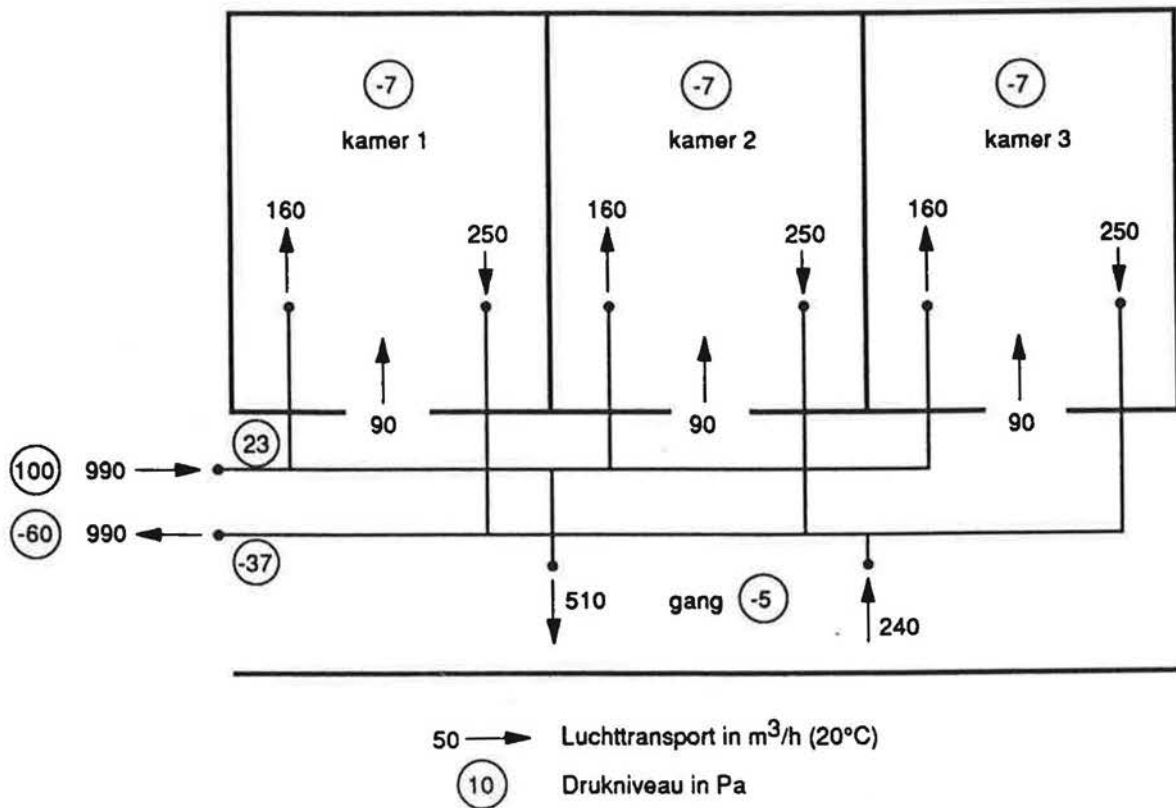 -7 -7 -7
kamer 1 kamer 2 kamer 3
160 250 160 250 160 250
90 90 90
23
100 990
-60 990
-37
510 gang -5 240
50 Luchttransport in m³/h (20°C)
10 Drukniveau in Pa